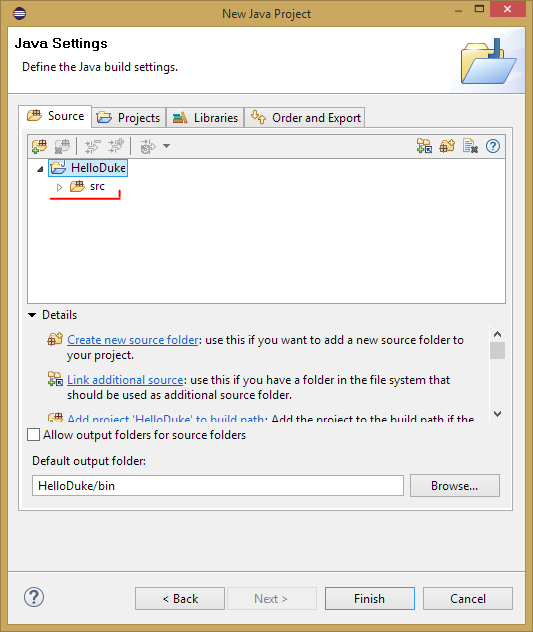 New Java Project
Java Settings
Define the Java build settings.
Source
Projects
Libraries
Order and Export
HelloDuke
src
Details
Create new source folder: use this if you want to add a new source folder to
your project.
Link additional source: use this if you have a folder in the file system that
should be used as additional source folder.
Add project 'HelloDuke' to build path: Add the project to the build path if the
Allow output folders for source folders
Default output folder:
HelloDuke/bin
Browse...
< Back
Next >
Finish
Cancel